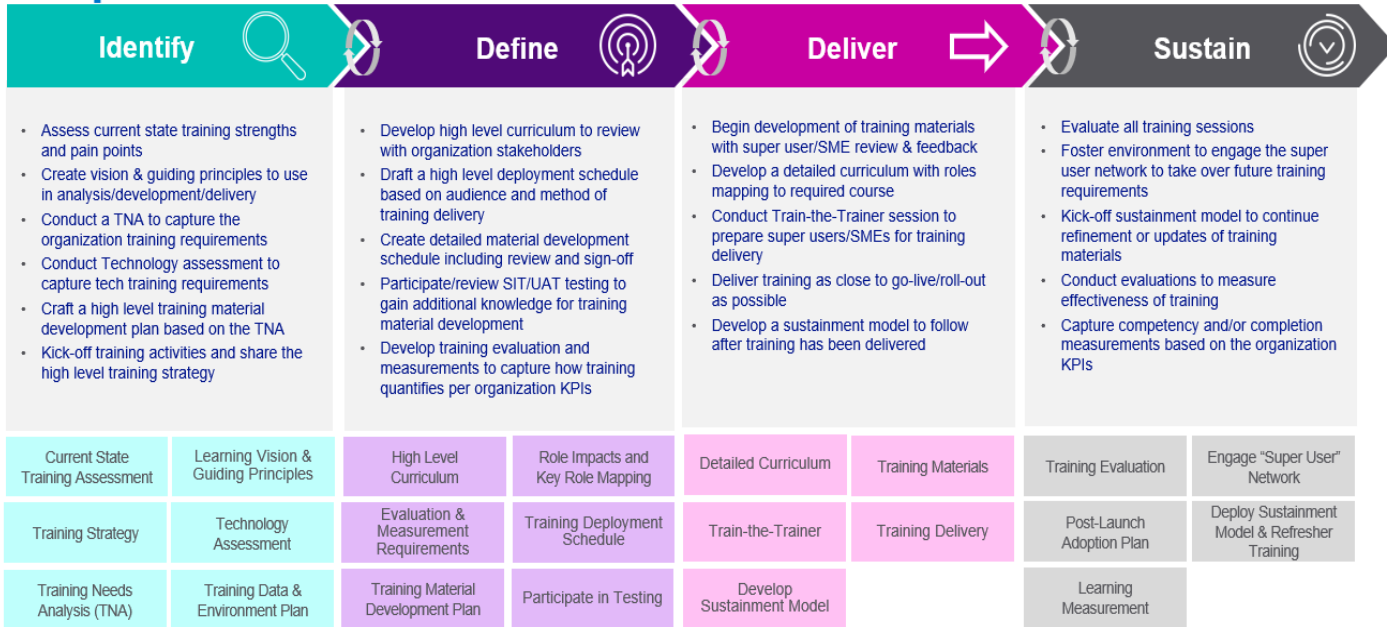 Identify
Define
Deliver
Sustain
• Assess current state training strengths
and pain points
• Create vision & guiding principles to use
in analysis/development/delivery
• Conduct a TNA to capture the
organization training requirements
• Conduct Technology assessment to
capture tech training requirements
• Craft a high level training material
development plan based on the TNA
• Kick-off training activities and share the
high level training strategy
• Develop high level curriculum to review
with organization stakeholders
• Draft a high level deployment schedule
based on audience and method of
training delivery
• Create detailed material development
schedule including review and sign-off
• Participate/review SIT/UAT testing to
gain additional knowledge for training
material development
• Develop training evaluation and
measurements to capture how training
quantifies per organization KPIs
• Begin development of training materials
with super user/SME review & feedback
• Develop a detailed curriculum with roles
mapping to required course
• Conduct Train-the-Trainer session to
prepare super users/SMEs for training
delivery
• Deliver training as close to go-live/roll-out
as possible
• Develop a sustainment model to follow
after training has been delivered
• Evaluate all training sessions
• Foster environment to engage the super
user network to take over future training
requirements
• Kick-off sustainment model to continue
refinement or updates of training
materials
• Conduct evaluations to measure
effectiveness of training
• Capture competency and/or completion
measurements based on the organization
KPIs
Current State
Training Assessment
Learning Vision &
Guiding Principles
Training Strategy
Technology
Assessment
Training Needs
Analysis (TNA)
Training Data &
Environment Plan
High Level
Curriculum
Role Impacts and
Key Role Mapping
Evaluation &
Measurement
Requirements
Training Deployment
Schedule
Training Material
Development Plan
Participate in Testing
Detailed Curriculum
Training Materials
Train-the-Trainer
Training Delivery
Develop
Sustainment Model
Training Evaluation
Engage “Super User”
Network
Post-Launch
Adoption Plan
Deploy Sustainment
Model & Refresher
Training
Learning
Measurement